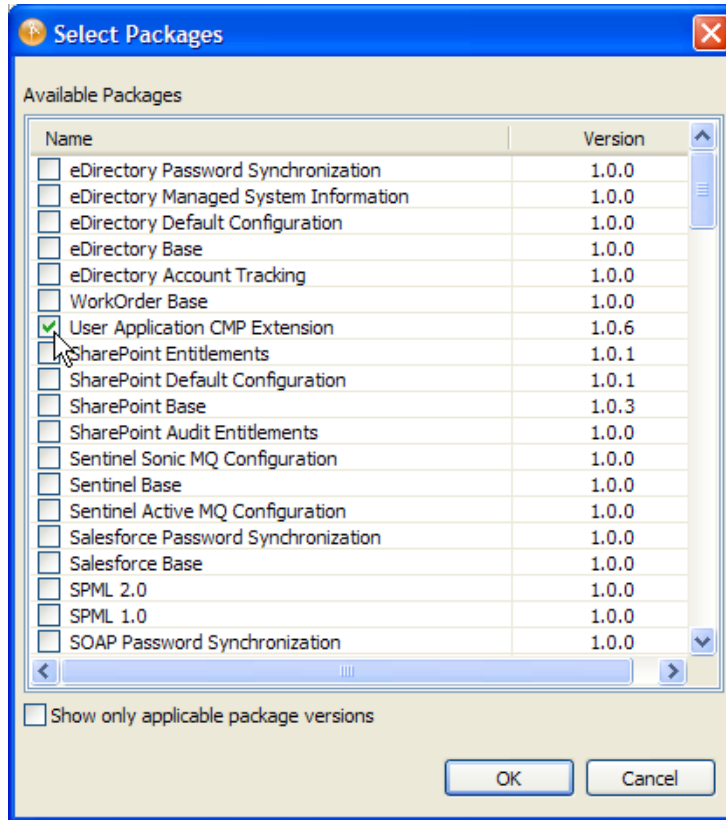 Select Packages
Available Packages
Name Version
eDirectory Password Synchronization 1.0.0
eDirectory Managed System Information 1.0.0
eDirectory Default Configuration 1.0.0
eDirectory Base 1.0.0
eDirectory Account Tracking 1.0.0
WorkOrder Base 1.0.0
User Application CMP Extension 1.0.6
SharePoint Entitlements 1.0.1
SharePoint Default Configuration 1.0.1
SharePoint Base 1.0.3
SharePoint Audit Entitlements 1.0.0
Sentinel Sonic MQ Configuration 1.0.0
Sentinel Base 1.0.0
Sentinel Active MQ Configuration 1.0.0
Salesforce Password Synchronization 1.0.0
Salesforce Base 1.0.0
SPML 2.0 1.0.0
SPML 1.0 1.0.0
SOAP Password Synchronization 1.0.0
Show only applicable package versions
OK Cancel